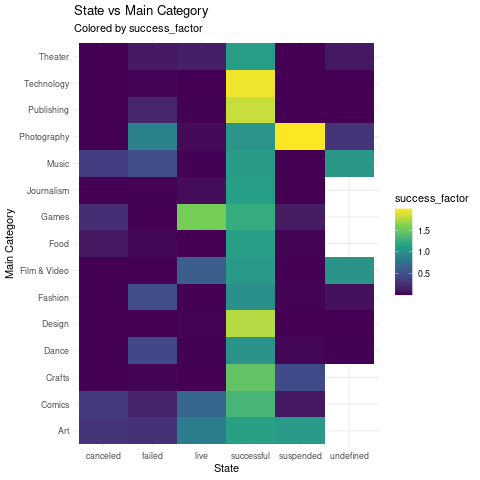 State vs Main Category
Colored by success_factor
Theater
Technology
Publishing
Photography
Music
Journalism
Games
Food
Film & Video
Fashion
Design
Dance
Crafts
Comics
Art
Main Category
canceled failed live successful suspended undefined
State
success_factor
1.5
1.0
0.5